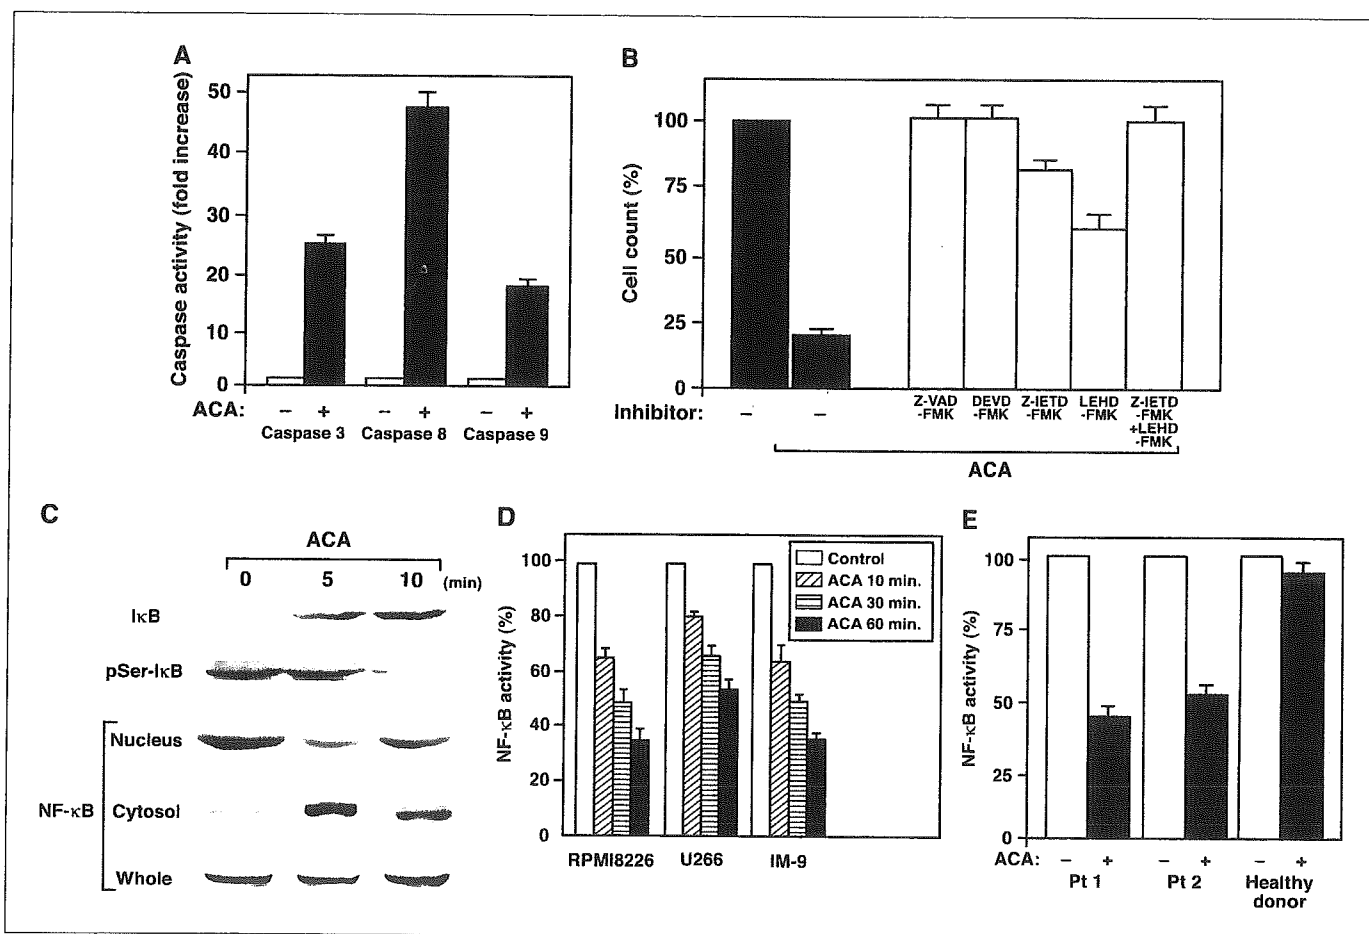 A
Caspase activity (fold increase)
50
40
30
20
10
0
ACA: – + – + – +
Caspase 3 Caspase 8 Caspase 9
B
Cell count (%)
100
75
50
25
0
Inhibitor: – –
Z-VAD DEVD Z-IETD LEHD Z-IETD
-FMK -FMK -FMK -FMK -FMK
+LEHD
-FMK
ACA
C
ACA
0 5 10 (min)
IκB
pSer-IκB
Nucleus
NF-κB Cytosol
Whole
D
NF-κB activity (%)
100
80
60
40
20
0
Control
ACA 10 min.
ACA 30 min.
ACA 60 min.
RPMI8226 U266 IM-9
E
NF-κB activity (%)
100
75
50
25
0
ACA: – + – + – +
Pt 1 Pt 2 Healthy
donor